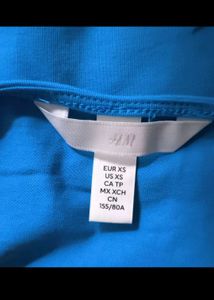 H&M
EUR XS
US XS
CA TP
MX XCH
CN
155/80A